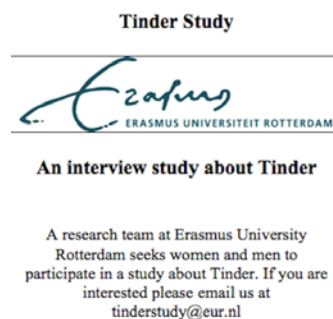 Tinder Study
Erasmus
ERASMUS UNIVERSITEIT ROTTERDAM
An interview study about Tinder
A research team at Erasmus University
Rotterdam seeks women and men to
participate in a study about Tinder. If you are
interested please email us at
tinderstudy@eur.nl